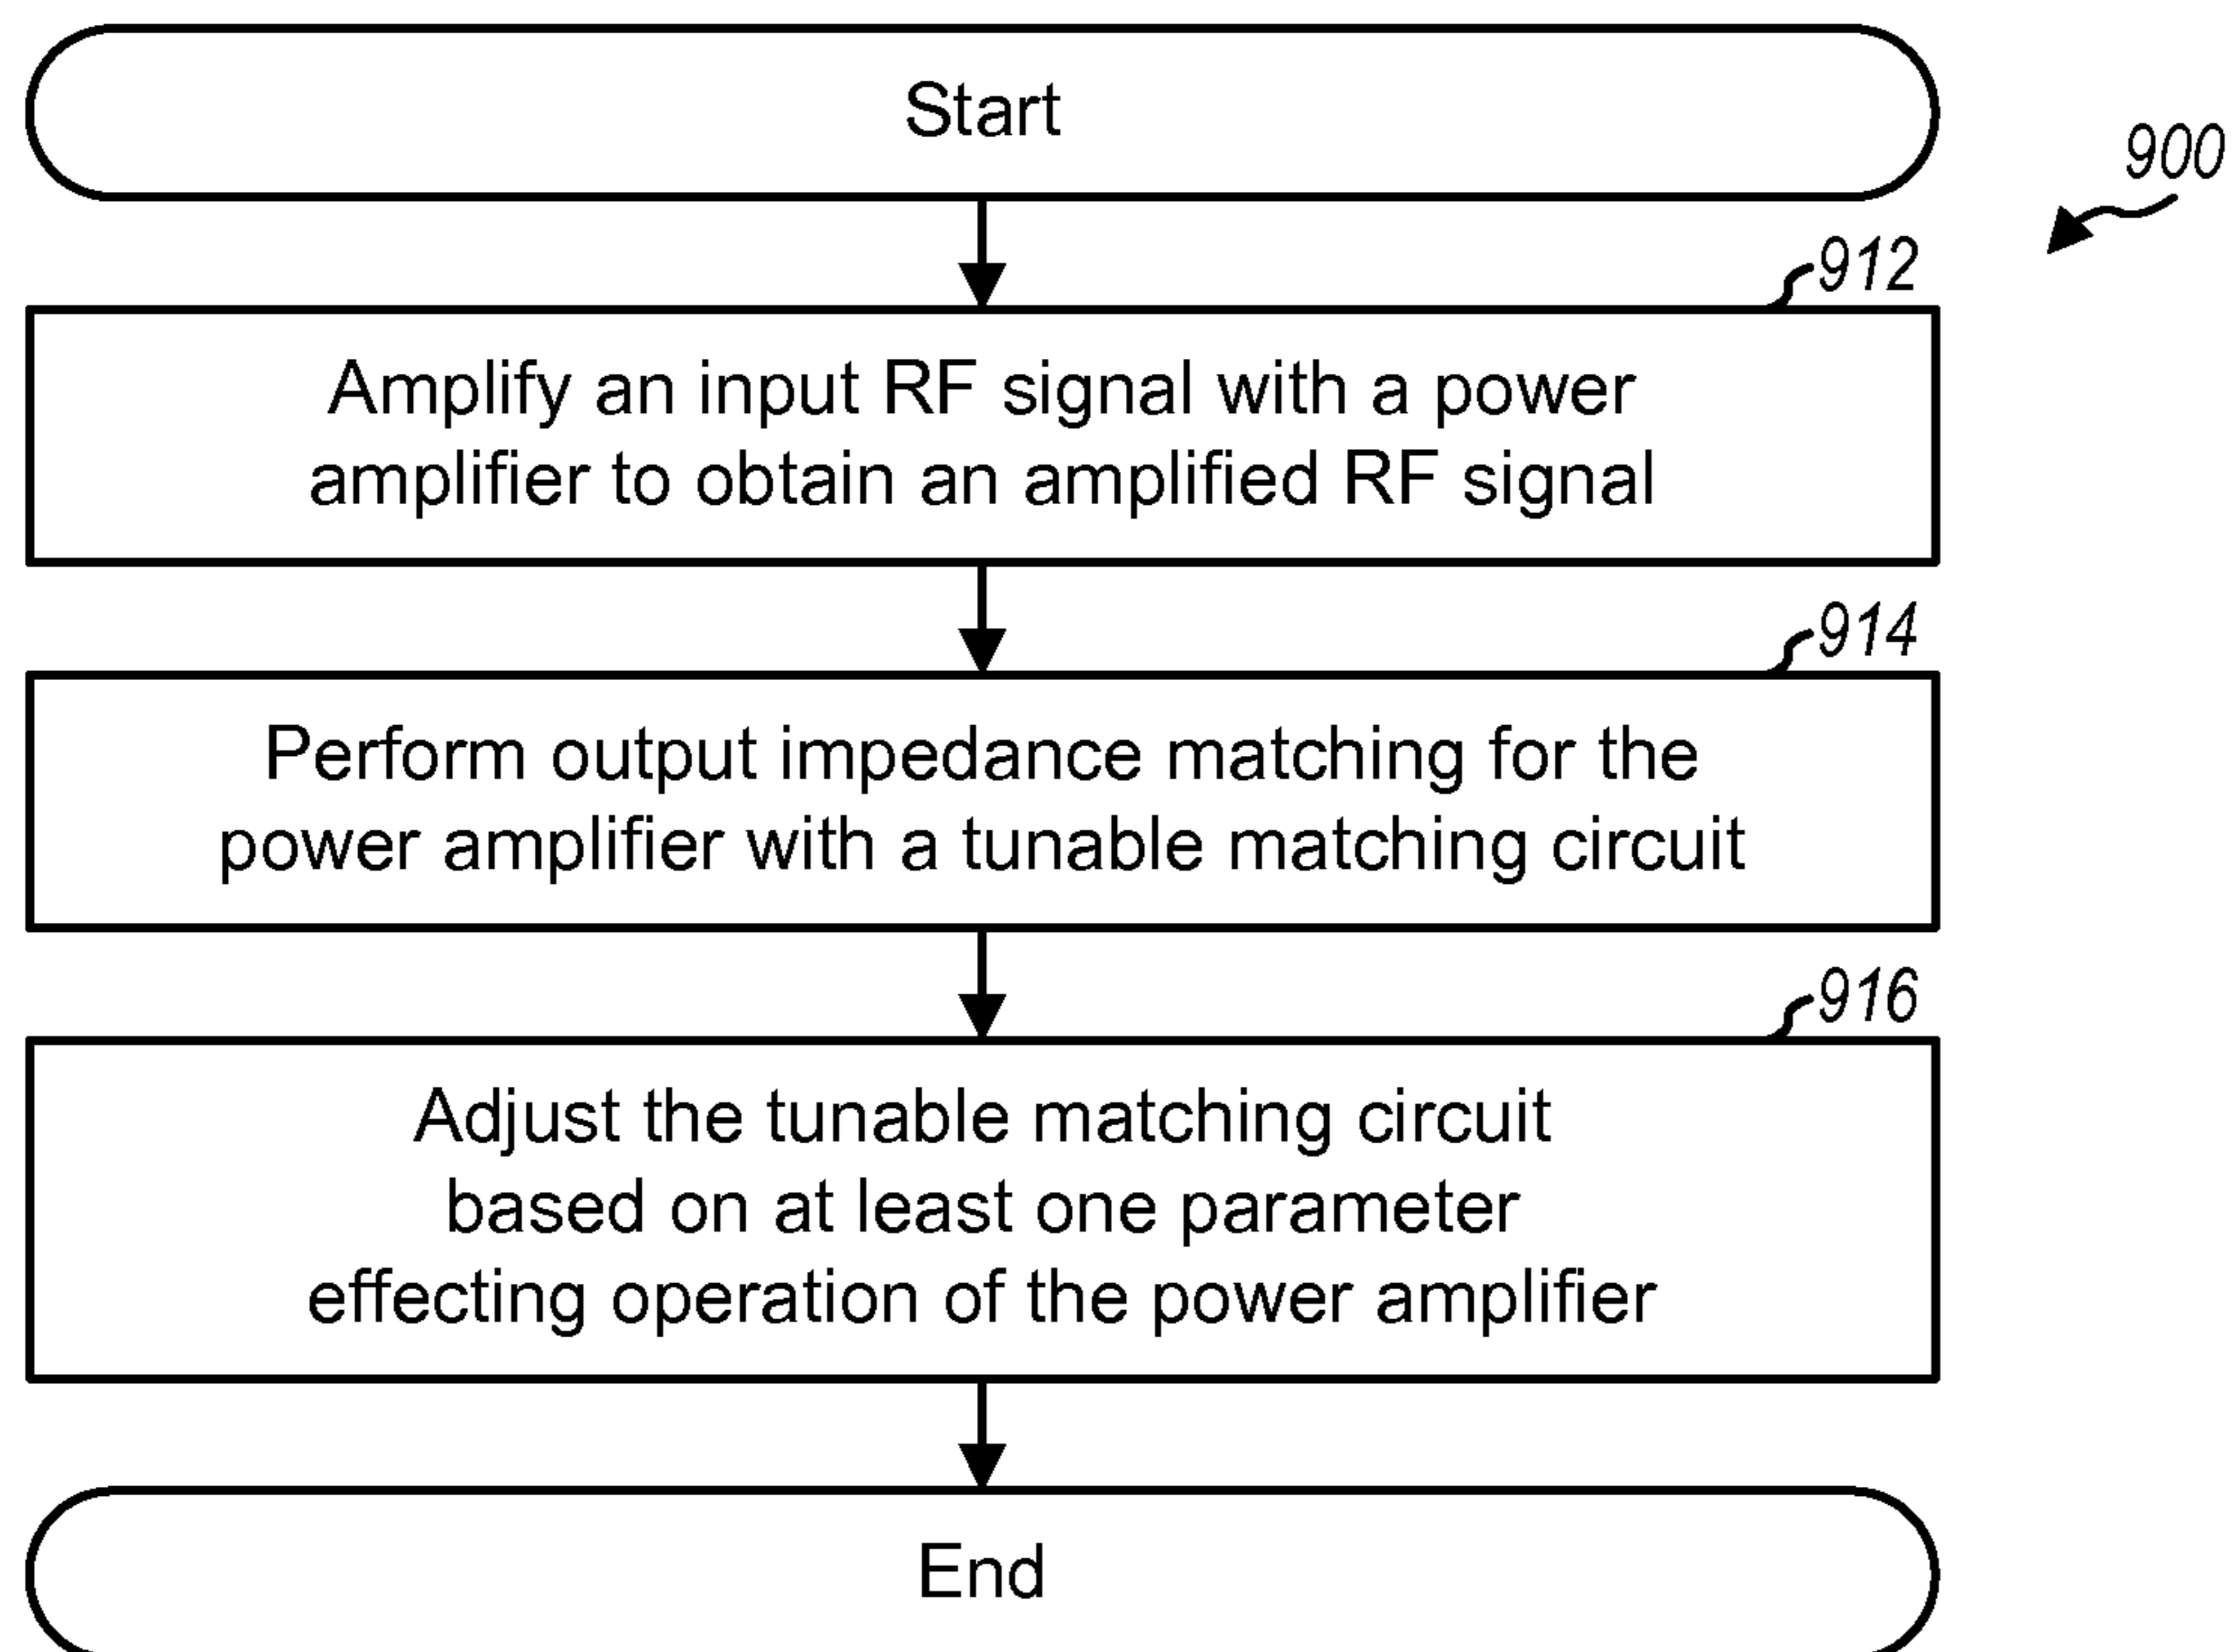 Start
900
912
Amplify an input RF signal with a power
amplifier to obtain an amplified RF signal
914
Perform output impedance matching for the
power amplifier with a tunable matching circuit
916
Adjust the tunable matching circuit
based on at least one parameter
effecting operation of the power amplifier
End